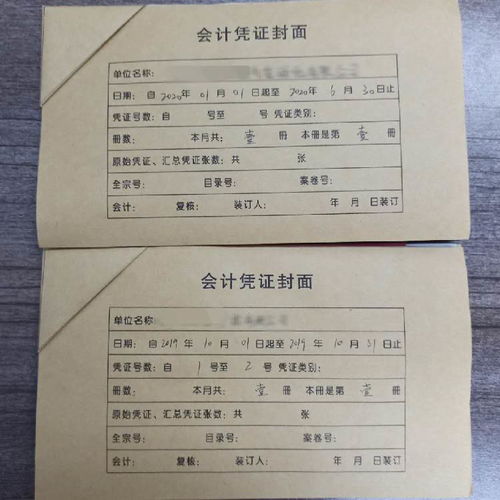 会计凭证封面
单位名称:
日期: 自2020年 01月 01日起至 2020年 6月 30日止
凭证号数: 自 号至 号 凭证类别:
册数: 本月共: 壹 册 本册是第 壹 册
原始凭证、汇总凭证张数: 共 张
全宗号: 目录号: 案卷号:
会计: 复核: 装订人: 年 月 日装订
会计凭证封面
单位名称:
日期: 自2019年 10月 01日起至 2019年 10月 31日止
凭证号数: 自 1号至 2号 凭证类别:
册数: 本月共: 壹 册 本册是第 壹 册
原始凭证、汇总凭证张数: 共 张
全宗号: 目录号: 案卷号:
会计: 复核: 装订人: 年 月 日装订